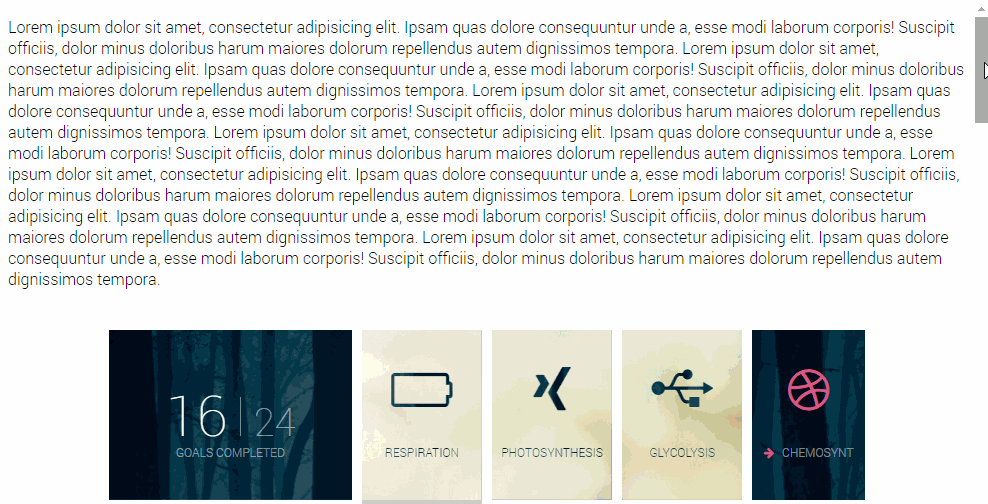 Lorem ipsum dolor sit amet, consectetur adipisicing elit. Ipsam quas dolore consequuntur unde a, esse modi laborum corporis! Suscipit
officiis, dolor minus doloribus harum maiores dolorum repellendus autem dignissimos tempora. Lorem ipsum dolor sit amet,
consectetur adipisicing elit. Ipsam quas dolore consequuntur unde a, esse modi laborum corporis! Suscipit officiis, dolor minus doloribus
harum maiores dolorum repellendus autem dignissimos tempora. Lorem ipsum dolor sit amet, consectetur adipisicing elit. Ipsam quas
dolore consequuntur unde a, esse modi laborum corporis! Suscipit officiis, dolor minus doloribus harum maiores dolorum repellendus
autem dignissimos tempora. Lorem ipsum dolor sit amet, consectetur adipisicing elit. Ipsam quas dolore consequuntur unde a, esse
modi laborum corporis! Suscipit officiis, dolor minus doloribus harum maiores dolorum repellendus autem dignissimos tempora. Lorem
ipsum dolor sit amet, consectetur adipisicing elit. Ipsam quas dolore consequuntur unde a, esse modi laborum corporis! Suscipit officiis,
dolor minus doloribus harum maiores dolorum repellendus autem dignissimos tempora. Lorem ipsum dolor sit amet, consectetur
adipisicing elit. Ipsam quas dolore consequuntur unde a, esse modi laborum corporis! Suscipit officiis, dolor minus doloribus harum
maiores dolorum repellendus autem dignissimos tempora. Lorem ipsum dolor sit amet, consectetur adipisicing elit. Ipsam quas dolore
consequuntur unde a, esse modi laborum corporis! Suscipit officiis, dolor minus doloribus harum maiores dolorum repellendus autem
dignissimos tempora.
16 | 24
GOALS COMPLETED
RESPIRATION
PHOTOSYNTHESIS
GLYCOLYSIS
CHEMOSYNT